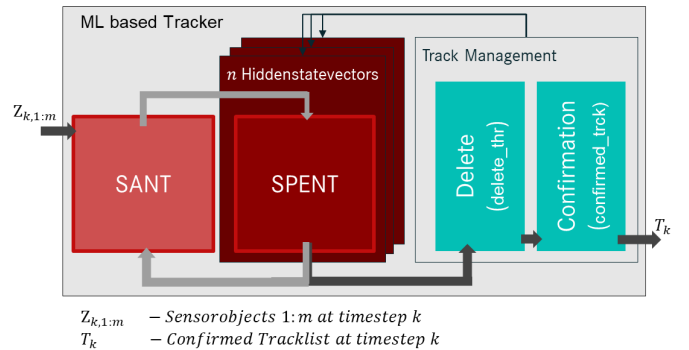 ML based Tracker
n Hiddenstatevectors
Track Management
Z_{k,1:m}
SANT
SPENT
Delete
(delete_thr)
Confirmation
(confirmed_trck)
T_k
Z_{k,1:m} – Sensorobjects 1:m at timestep k
T_k – Confirmed Tracklist at timestep k